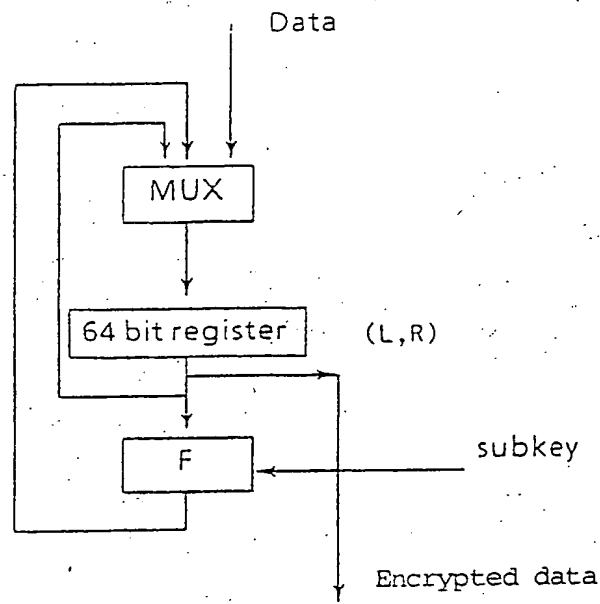 Data
MUX
64 bit register
(L,R)
subkey
F
Encrypted data